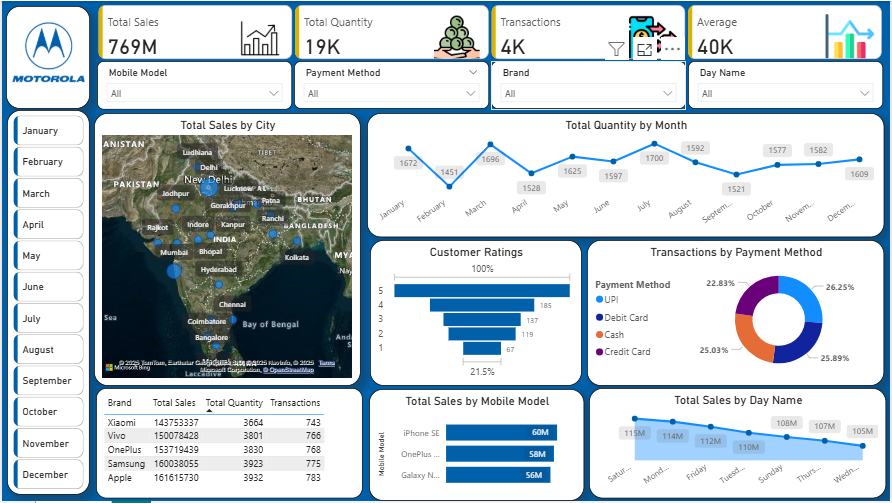 MOTOROLA
Total Sales
769M
Total Quantity
19K
Transactions
4K
Average
40K
Mobile Model
All
Payment Method
All
Brand
All
Day Name
All
January
February
March
April
May
June
July
August
September
October
November
December
Total Sales by City
ANISTAN
TIBET
Ludhiana
Delhi
New Delhi
PAKISTAN
Jodhpur
Lucknow
BHUTAN
Gorakhpur
Patna
Rajkot
Indore
Kanpur
Ranchi
BANGLADESH
INDIA
Mumbai
Bhopal
Kolkata
MYA
Hyderabad
Chennai
Sea
Coimbatore
Bay of Bengal
Bangalore
Anda
© 2025 TomTom,
Microsoft Corporation, © OpenStreetMap
Terms
Microsoft Bing
Laccadive
Total Quantity by Month
1672
1451
1696
1528
1625
1597
1700
1592
1521
1577
1582
1609
January
February
March
April
May
June
July
August
Septem...
October
Novem...
Decem...
Customer Ratings
100%
5
4 185
3 137
2 119
1 67
21.5%
Transactions by Payment Method
Payment Method
UPI
Debit Card
Cash
Credit Card
22.83%
26.25%
25.03%
25.89%
Brand Total Sales Total Quantity Transactions
Xiaomi 143753337 3664 743
Vivo 150078428 3801 766
OnePlus 153719439 3830 768
Samsung 160038055 3923 775
Apple 161615730 3932 783
Total Sales by Mobile Model
Mobile Model
iPhone SE 60M
OnePlus ... 58M
Galaxy N... 56M
Total Sales by Day Name
115M
114M
112M
110M
108M
107M
105M
Satur...
Mond...
Friday
Tuesd...
Sunday
Thurs...
Wedn...